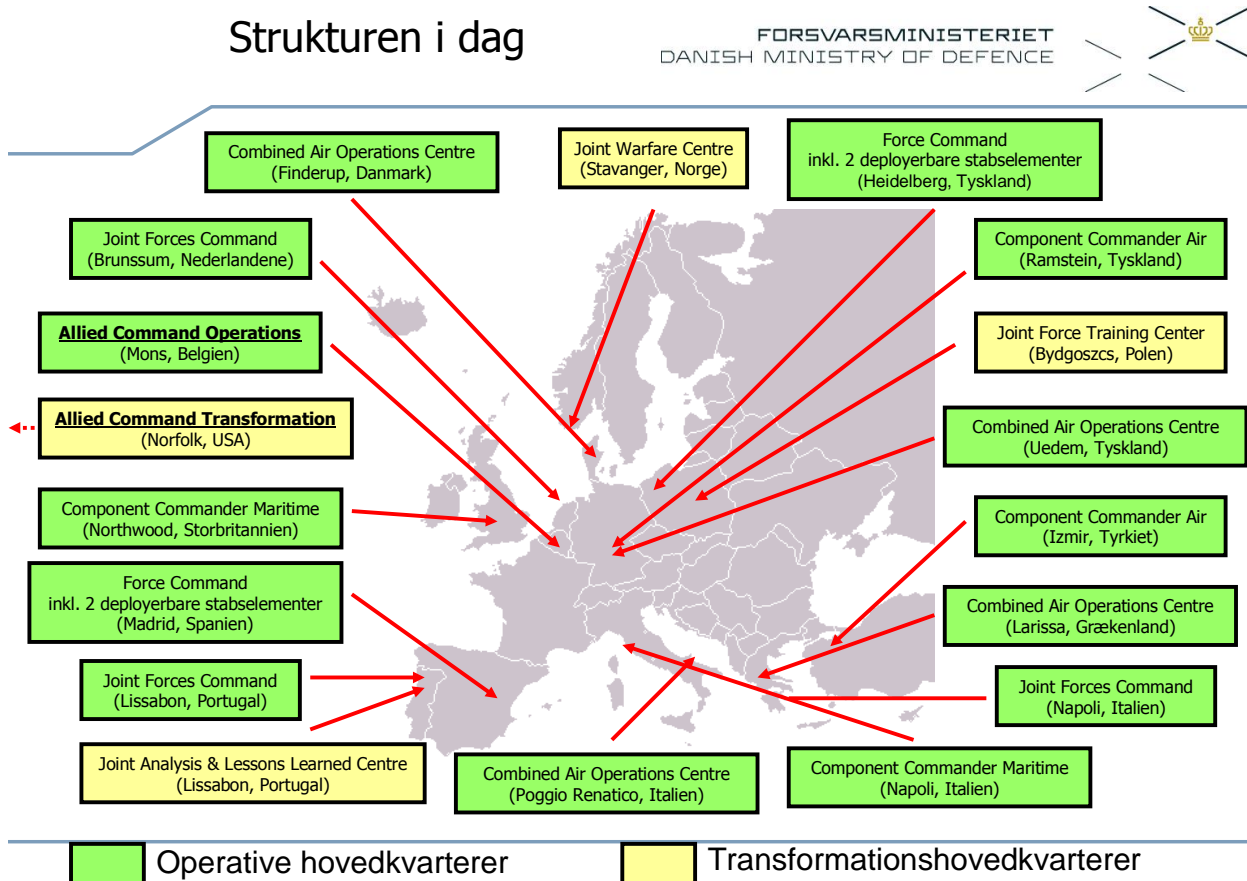 Strukturen i dag
FORSVARSMINISTERIET
DANISH MINISTRY OF DEFENCE
Combined Air Operations Centre
(Finderup, Danmark)
Joint Warfare Centre
(Stavanger, Norge)
Force Command
inkl. 2 deployerbare stabselementer
(Heidelberg, Tyskland)
Joint Forces Command
(Brunssum, Nederlandene)
Component Commander Air
(Ramstein, Tyskland)
Allied Command Operations
(Mons, Belgien)
Joint Force Training Center
(Bydgoszcs, Polen)
Allied Command Transformation
(Norfolk, USA)
Combined Air Operations Centre
(Uedem, Tyskland)
Component Commander Maritime
(Northwood, Storbritannien)
Component Commander Air
(Izmir, Tyrkiet)
Force Command
inkl. 2 deployerbare stabselementer
(Madrid, Spanien)
Combined Air Operations Centre
(Larissa, Grækenland)
Joint Forces Command
(Lissabon, Portugal)
Joint Forces Command
(Napoli, Italien)
Joint Analysis & Lessons Learned Centre
(Lissabon, Portugal)
Combined Air Operations Centre
(Poggio Renatico, Italien)
Component Commander Maritime
(Napoli, Italien)
Operative hovedkvarterer
Transformationshovedkvarterer